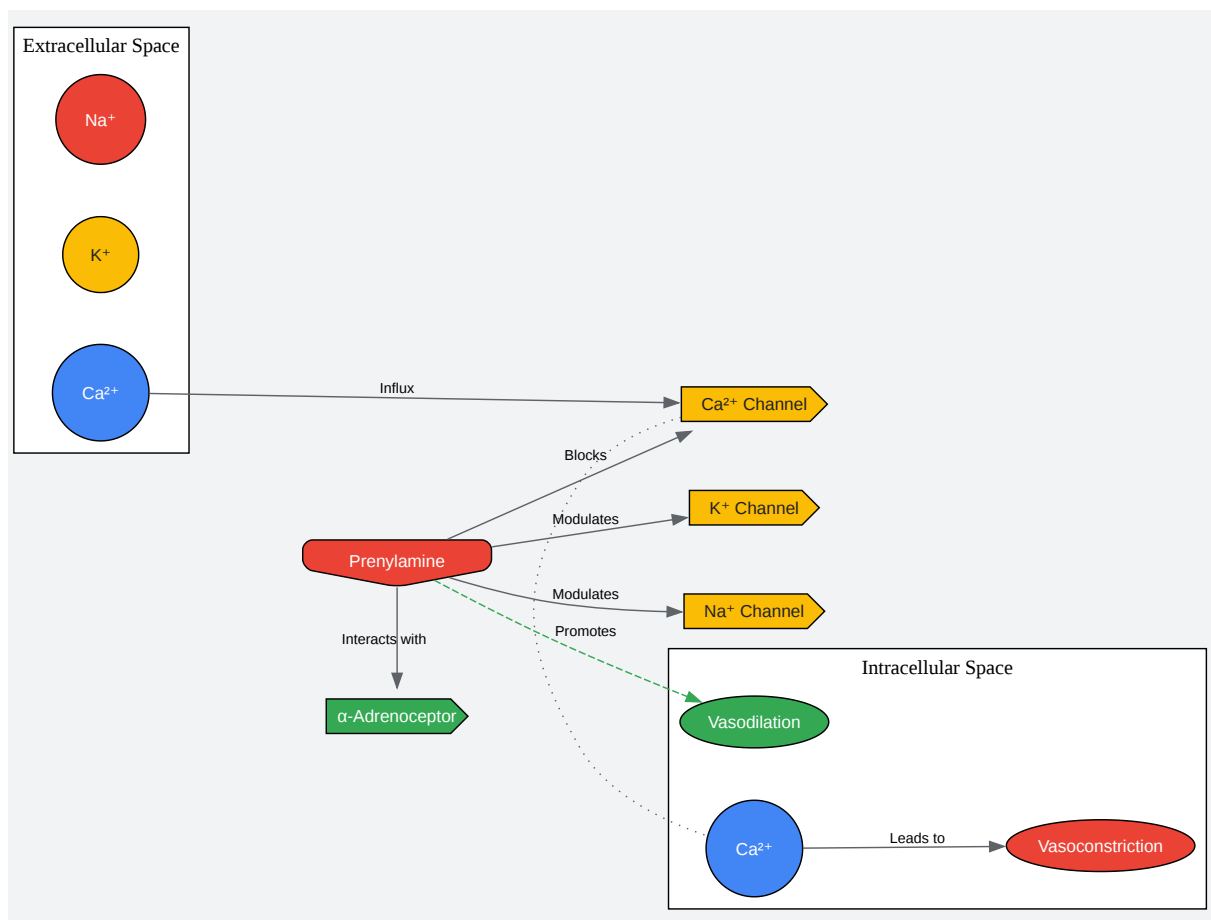 Extracellular Space
Na⁺
K⁺
Ca²⁺
Influx
Ca²⁺ Channel
Blocks
K⁺ Channel
Modulates
Prenylamine
Modulates
Na⁺ Channel
Promotes
Interacts with
Intracellular Space
α-Adrenoceptor
Vasodilation
Ca²⁺
Leads to
Vasoconstriction